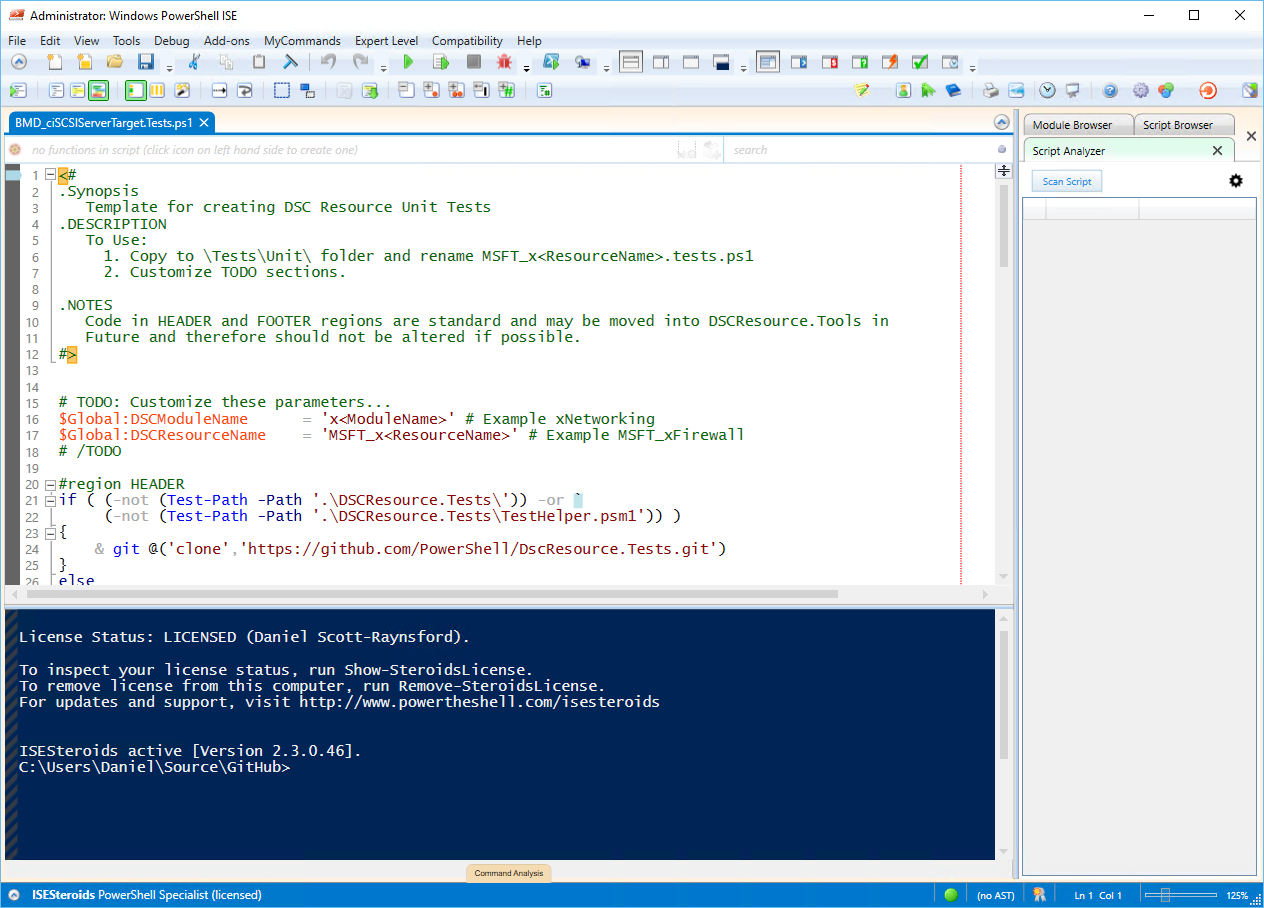 Administrator: Windows PowerShell ISE
File Edit View Tools Debug Add-ons MyCommands Expert Level Compatibility Help
BMD_ciSCSIServerTarget.Tests.ps1
Module Browser
Script Browser
no functions in script (click icon on left hand side to create one)
search
Script Analyzer
Scan Script
1 <#
2 .Synopsis
3 Template for creating DSC Resource Unit Tests
4 .DESCRIPTION
5 To Use:
6 1. Copy to \Tests\Unit\ folder and rename MSFT_x<ResourceName>.tests.ps1
7 2. Customize TODO sections.
8
9 .NOTES
10 Code in HEADER and FOOTER regions are standard and may be moved into DSCResource.Tools in
11 Future and therefore should not be altered if possible.
12 #>
13
14
15 # TODO: Customize these parameters...
16 $Global:DSCModuleName = 'x<ModuleName>' # Example xNetworking
17 $Global:DSCResourceName = 'MSFT_x<ResourceName>' # Example MSFT_xFirewall
18 # /TODO
19
20 #region HEADER
21 if ( (-not (Test-Path -Path '.\DSCResource.Tests\')) -or `
22 (-not (Test-Path -Path '.\DSCResource.Tests\TestHelper.psm1')) )
23 {
24 & git @('clone','https://github.com/PowerShell/DscResource.Tests.git')
25 }
26 else
License Status: LICENSED (Daniel Scott-Raynsford).
To inspect your license status, run Show-SteroidsLicense.
To remove license from this computer, run Remove-SteroidsLicense.
For updates and support, visit http://www.powertheshell.com/isesteroids
ISESteroids active [Version 2.3.0.46].
C:\Users\Daniel\Source\GitHub>
Command Analysis
ISESteroids PowerShell Specialist (licensed)
(no AST)
Ln 1 Col 1
125%